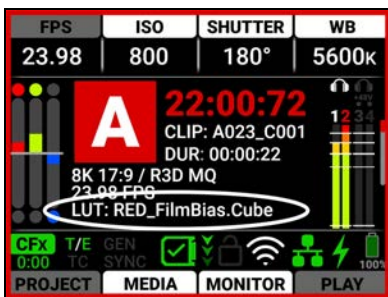 FPS ISO SHUTTER WB
23.98 800 180° 5600K
A
22:00:72
CLIP: A023_C001
DUR: 00:00:22
8K 17:9 / R3D MQ
23.98 FPS
LUT: RED_FilmBias.Cube
1 2 3 4
+48V
CFX T/E GEN
0:00 TC SYNC
100%
PROJECT MEDIA MONITOR PLAY